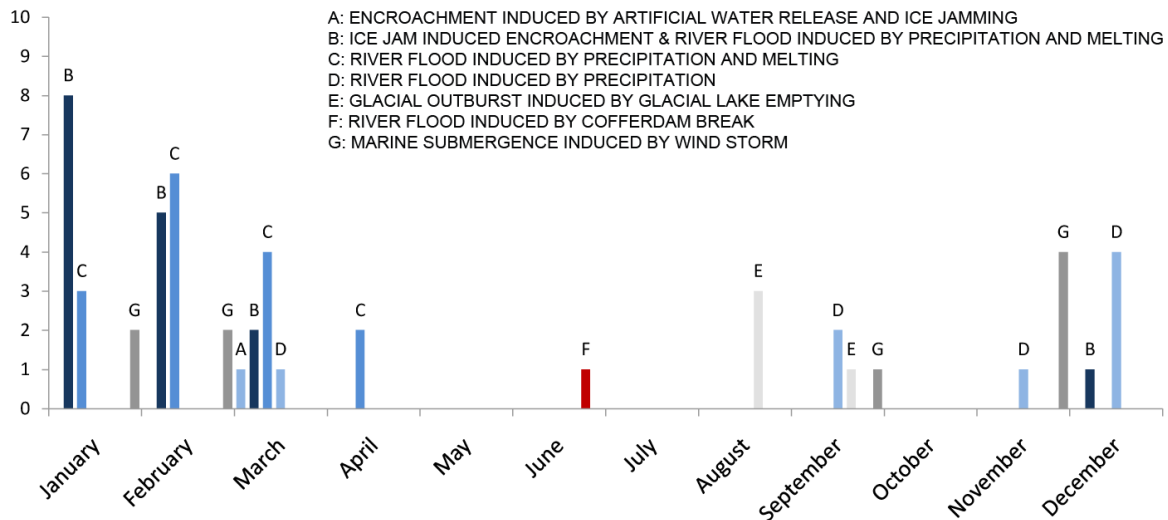 A: ENCROACHMENT INDUCED BY ARTIFICIAL WATER RELEASE AND ICE JAMMING
B: ICE JAM INDUCED ENCROACHMENT & RIVER FLOOD INDUCED BY PRECIPITATION AND MELTING
C: RIVER FLOOD INDUCED BY PRECIPITATION AND MELTING
D: RIVER FLOOD INDUCED BY PRECIPITATION
E: GLACIAL OUTBURST INDUCED BY GLACIAL LAKE EMPTYING
F: RIVER FLOOD INDUCED BY COFFERDAM BREAK
G: MARINE SUBMERGENCE INDUCED BY WIND STORM
10
9
8
7
6
5
4
3
2
1
0
B
C
G
B
C
G
A
B
C
D
C
F
E
D
E
G
D
G
B
D
January
February
March
April
May
June
July
August
September
October
November
December